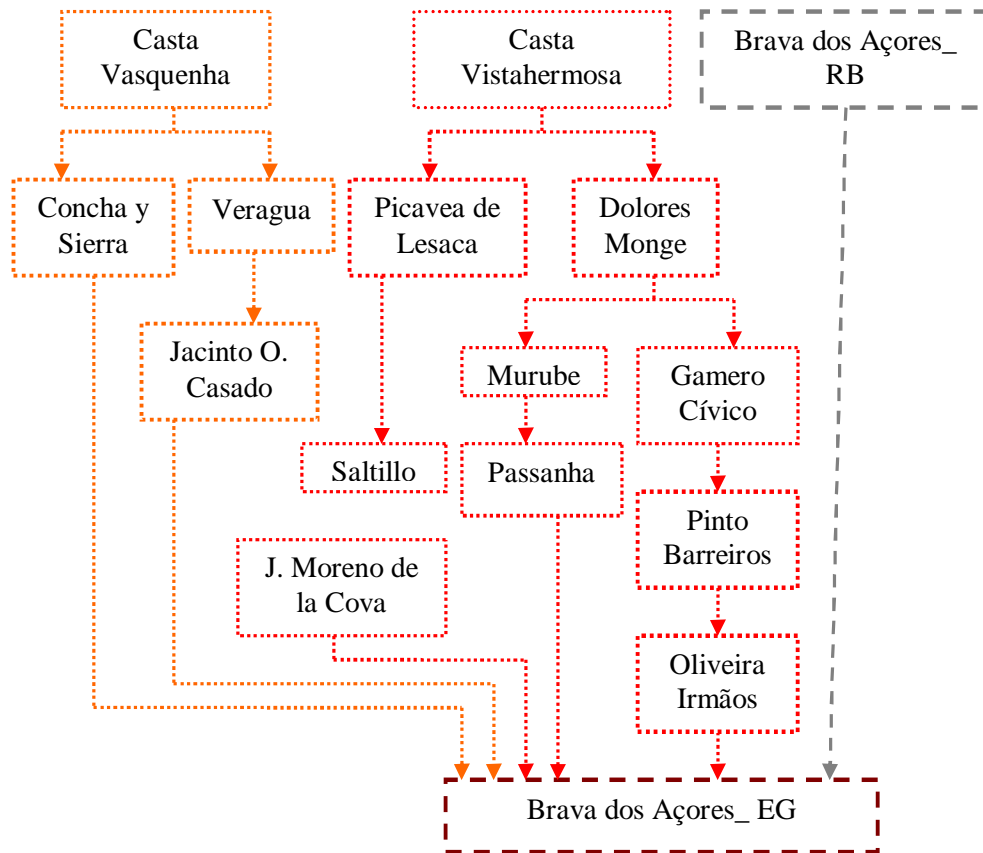 Casta
Vasquenha
Casta
Vistahermosa
Brava dos Açores_
RB
Concha y
Sierra
Veragua
Picavea de
Lesaca
Dolores
Monge
Jacinto O.
Casado
Murube
Gamero
Cívico
Saltillo
Passanha
Pinto
Barreiros
J. Moreno de
la Cova
Oliveira
Irmãos
Brava dos Açores_ EG